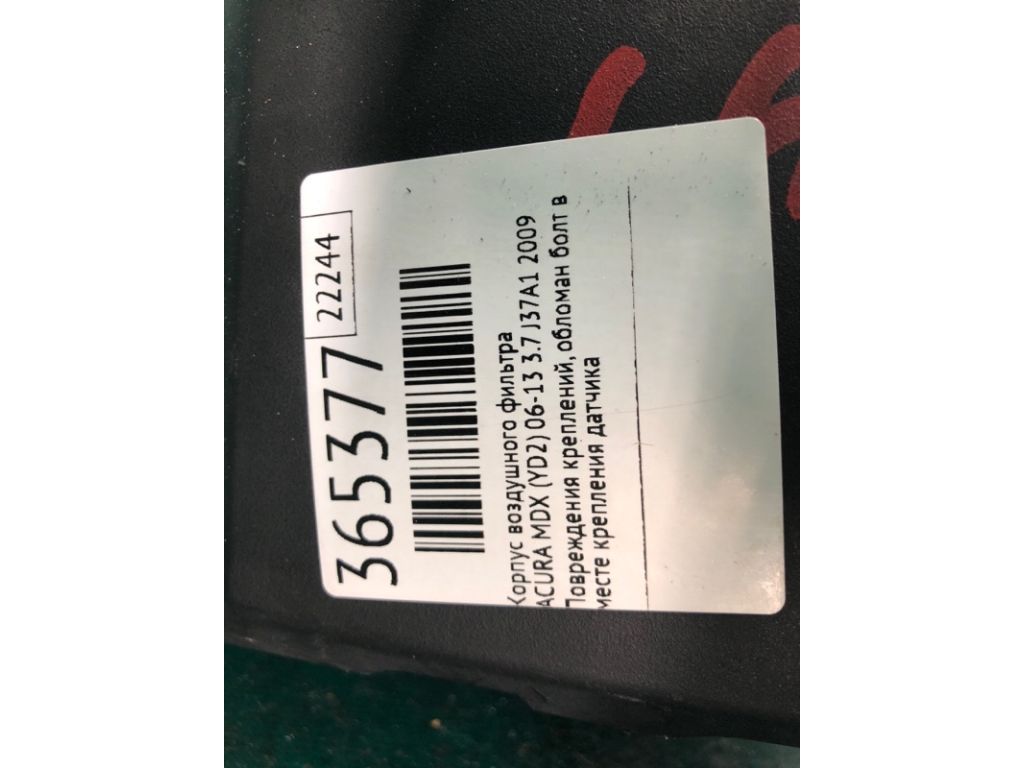 365377
22244
Корпус воздушного фильтра
ACURA MDX (YD2) 06-13 3.7 J37A1 2009
Повреждения креплений, обломан болт в
месте крепления датчика